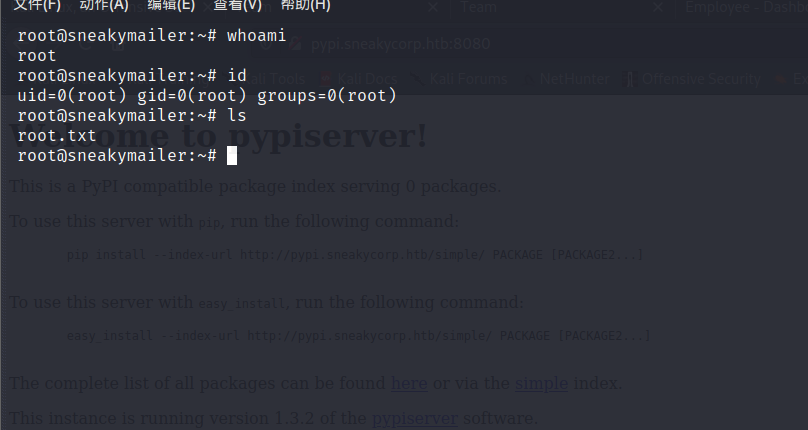 文件(F) 动作(A) 编辑(E) 查看(V) 帮助(H)
Team Employee - Dashb
root@sneakymailer:~# whoami
pypi.sneakycorp.htb:8080
root
root@sneakymailer:~# id
Kali Tools Kali Docs Kali Forums NetHunter Offensive Security Ex
uid=0(root) gid=0(root) groups=0(root)
root@sneakymailer:~# ls
root.txt
Welcome to pypiserver!
root@sneakymailer:~#
This is a PyPI compatible package index serving 0 packages.
To use this server with pip, run the following command:
pip install --index-url http://pypi.sneakycorp.htb/simple/ PACKAGE [PACKAGE2...]
To use this server with easy_install, run the following command:
easy_install --index-url http://pypi.sneakycorp.htb/simple/ PACKAGE [PACKAGE2...]
The complete list of all packages can be found here or via the simple index.
This instance is running version 1.3.2 of the pypiserver software.